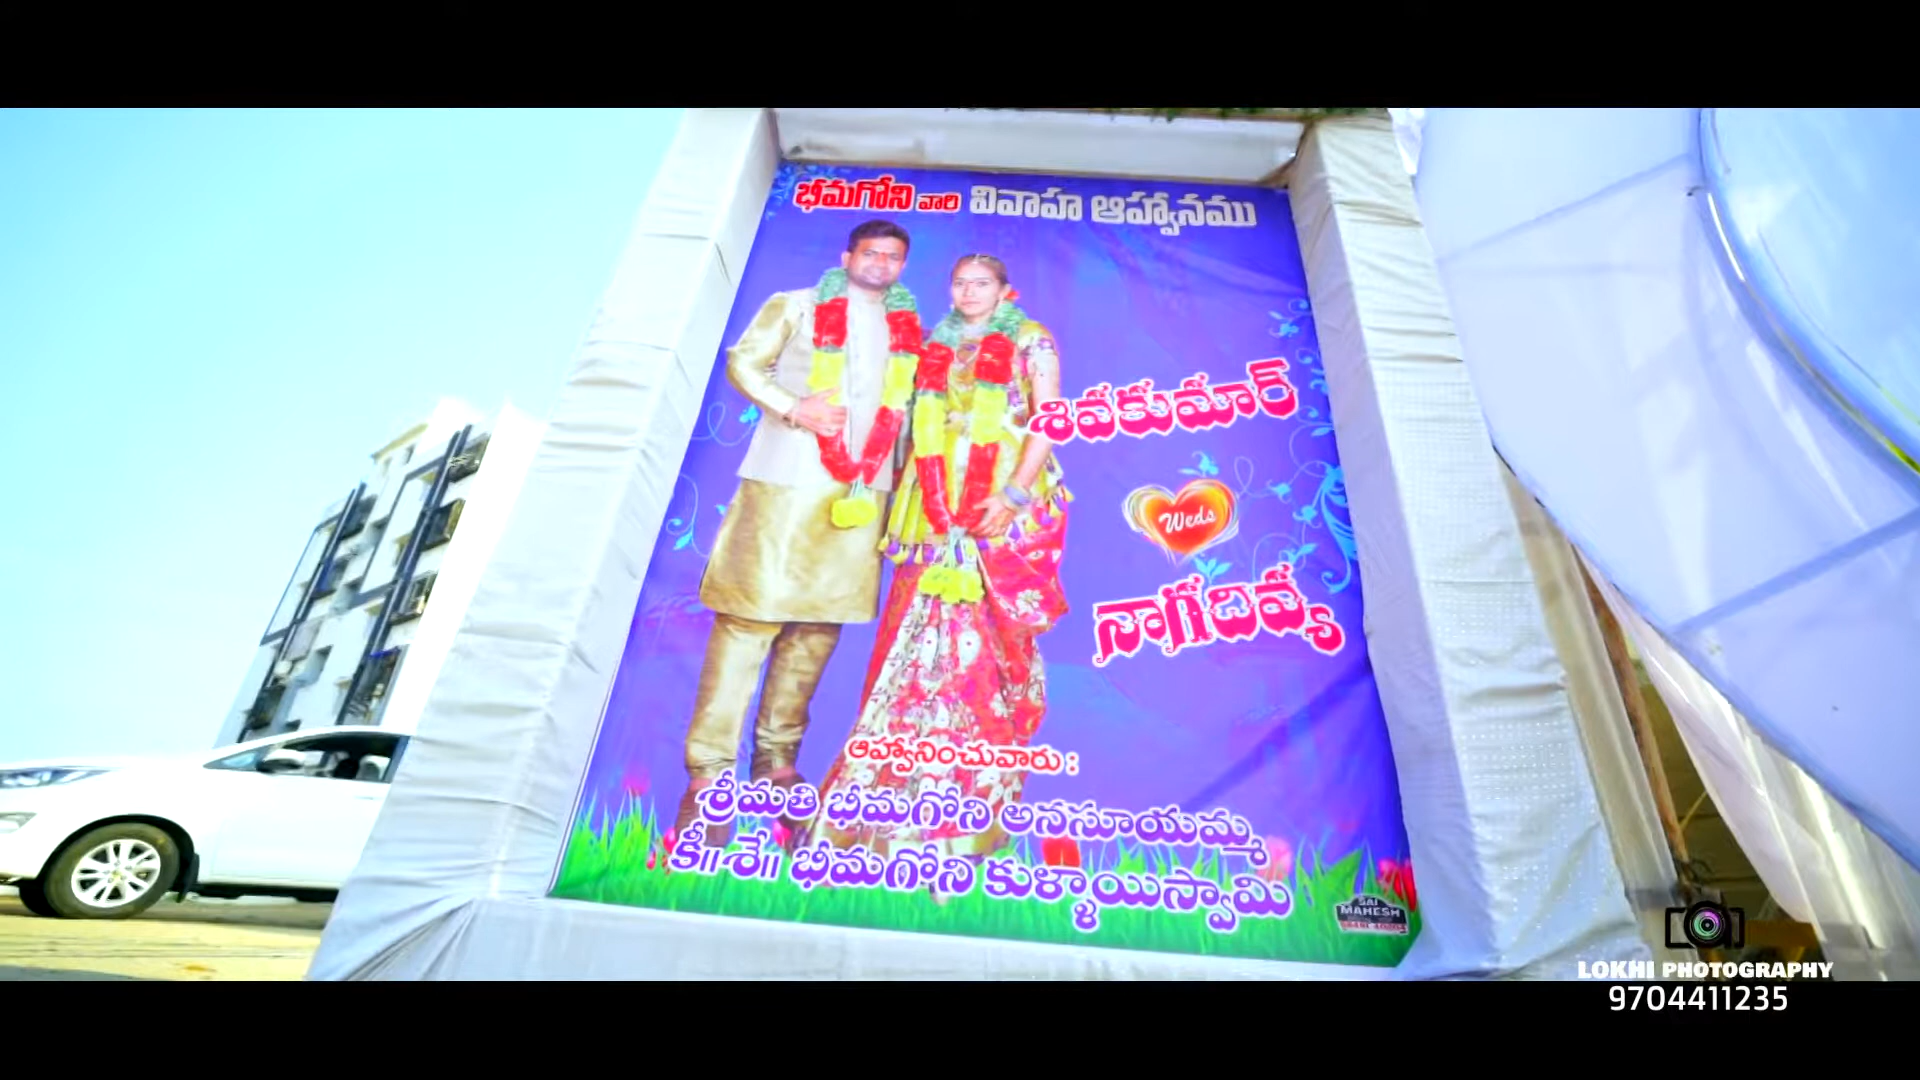 భీమగోని వారి వివాహ ఆహ్వానము
శివకుమార్
Weds
నాగదివ్య
ఆహ్వానించువారు :
శ్రీమతి భీమగోని అనసూయమ్మ
కీ॥శే॥ భీమగోని కుళ్ళాయిస్వామి
SAI
MAHESH
LOKHI PHOTOGRAPHY
9704411235